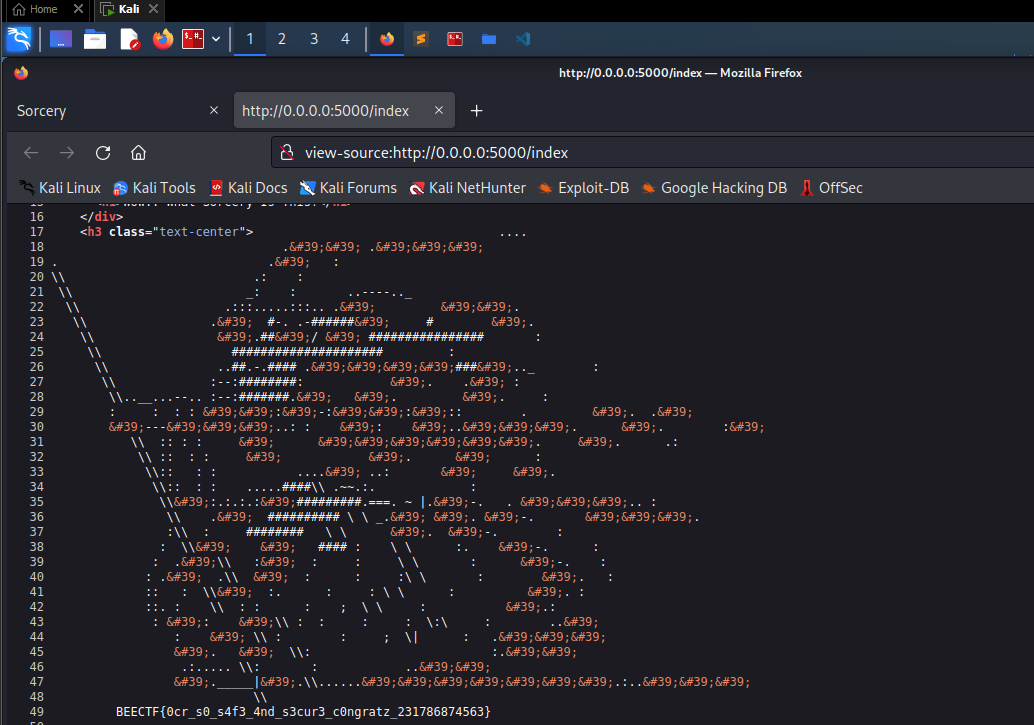 Home
Kali
1 2 3 4
http://0.0.0.0:5000/index — Mozilla Firefox
Sorcery
http://0.0.0.0:5000/index
view-source:http://0.0.0.0:5000/index
Kali Linux Kali Tools Kali Docs Kali Forums Kali NetHunter Exploit-DB Google Hacking DB OffSec
16 </div>
17 <h3 class="text-center"> ....
18 .&#39;&#39; .&#39;&#39;&#39;
19 . .&#39; :
20 \\ .: :
21 \\ _: : ..----.._
22 \\ .:::.....:::.. .&#39; &#39;&#39;.
23 \\ .&#39; #-. .-######&#39; # &#39;.
24 \\ &#39;.##&#39;/ &#39; ################ :
25 \\ ##################### :
26 \\ ..##.-.#### .&#39;&#39;&#39;&#39;###&#39;.._ :
27 \\ :--:########: &#39;. .&#39; :
28 \\..__...--.. :--:#######.&#39; &#39;. &#39;. :
29 : : : : &#39;&#39;:&#39;-:&#39;&#39;:&#39;:: . &#39;. .&#39;
30 &#39;---&#39;&#39;&#39;..: : &#39;: &#39;..&#39;&#39;&#39;. &#39;. :&#39;
31 \\ :: : : &#39; &#39;&#39;&#39;&#39;&#39;&#39;. &#39;. .:
32 \\ :: : : &#39; &#39;. &#39; :
33 \\:: : : ....&#39; ..: &#39; &#39;.
34 \\:: : : .....####\\ .~~.:. :
35 \\&#39;:.:.:.:&#39;#########.===. ~ |.&#39;-. . &#39;&#39;&#39;.. :
36 \\ .&#39; ########## \ \ _.&#39; &#39;. &#39;-. &#39;&#39;&#39;.
37 :\\ : ######## \ \ &#39;. &#39;-. :
38 : \\&#39; &#39; #### : \ \ :. &#39;-. :
39 : .&#39;\\ :&#39; : : \ \ : &#39;-. :
40 : .&#39; .\\ &#39; : : :\ \ : &#39;. :
41 :: : \\&#39; :. : : \ \ : &#39;. :
42 ::. : \\ : : : ; \ \ : &#39;.:
43 : &#39;: &#39;\\ : : : : \:\ : ..&#39;
44 : &#39; \\ : : ; \| : .&#39;&#39;&#39;
45 &#39;. &#39; \\: :.&#39;&#39;
46 .:..... \\: : ..&#39;&#39;
47 &#39;._____|&#39;.\\......&#39;&#39;&#39;&#39;&#39;&#39;&#39;.:..&#39;&#39;&#39;
48 \\
49 BEECTF{0cr_s0_s4f3_4nd_s3cur3_c0ngratz_231786874563}